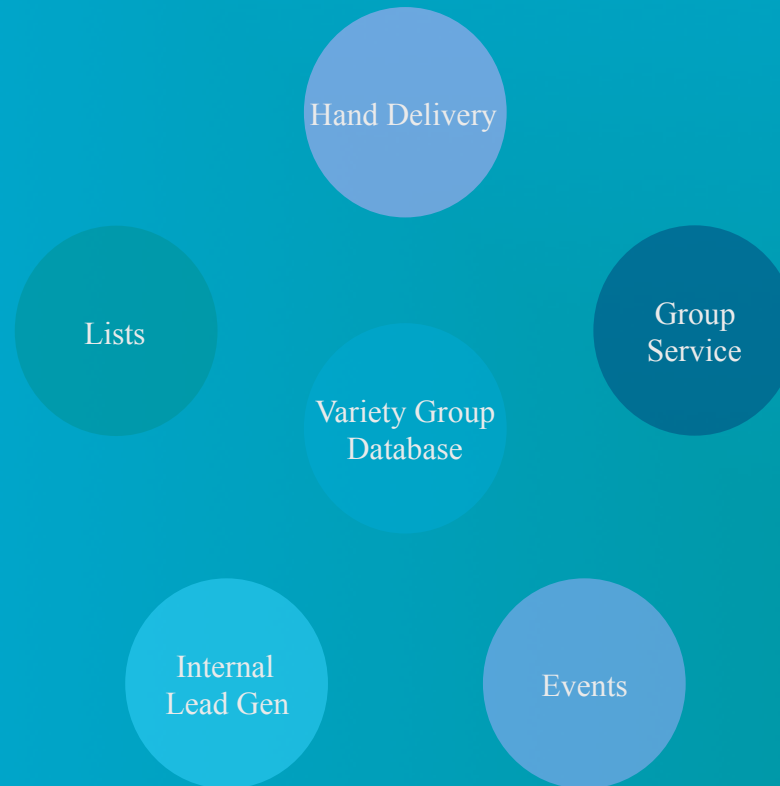 Hand Delivery
Lists
Group
Service
Variety Group
Database
Internal
Lead Gen
Events